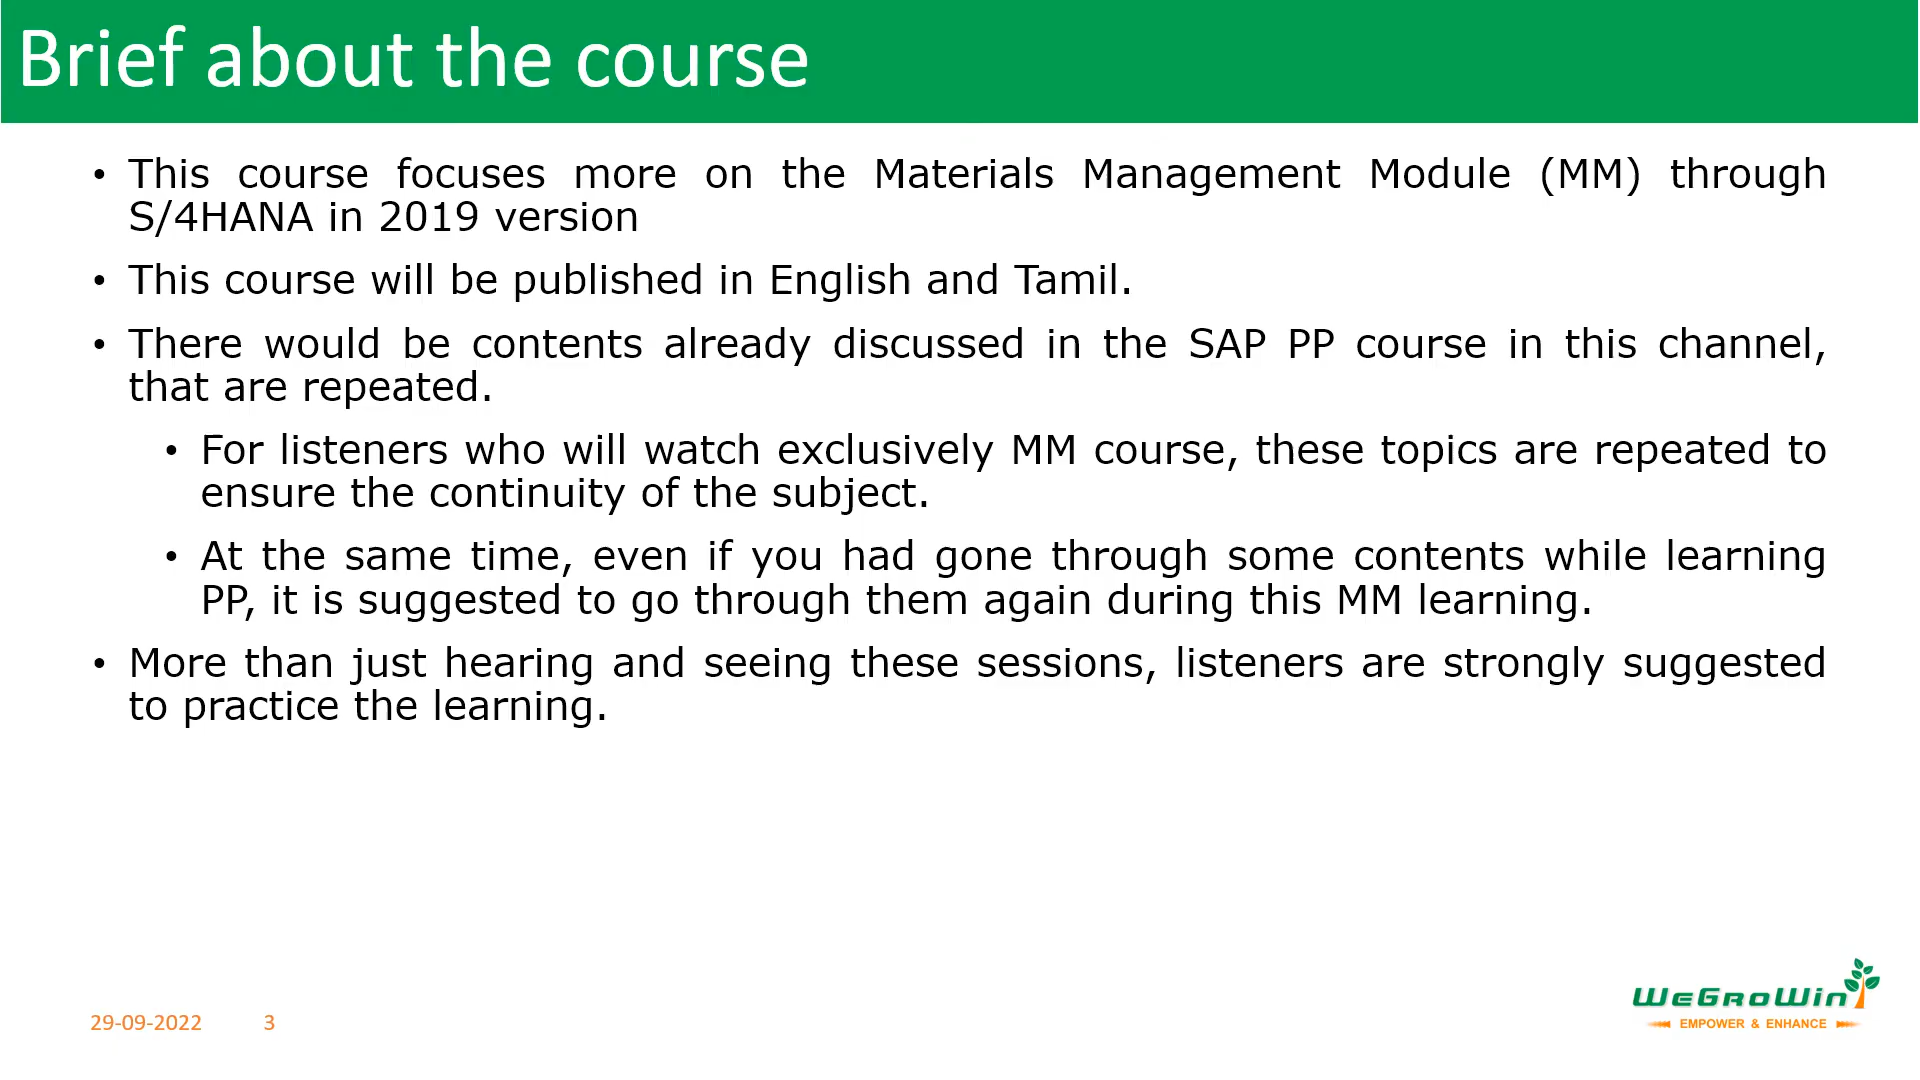 Brief about the course
• This course focuses more on the Materials Management Module (MM) through
S/4HANA in 2019 version
• This course will be published in English and Tamil.
• There would be contents already discussed in the SAP PP course in this channel,
that are repeated.
• For listeners who will watch exclusively MM course, these topics are repeated to
ensure the continuity of the subject.
• At the same time, even if you had gone through some contents while learning
PP, it is suggested to go through them again during this MM learning.
• More than just hearing and seeing these sessions, listeners are strongly suggested
to practice the learning.
29-09-2022 3
WeGroWin
EMPOWER & ENHANCE